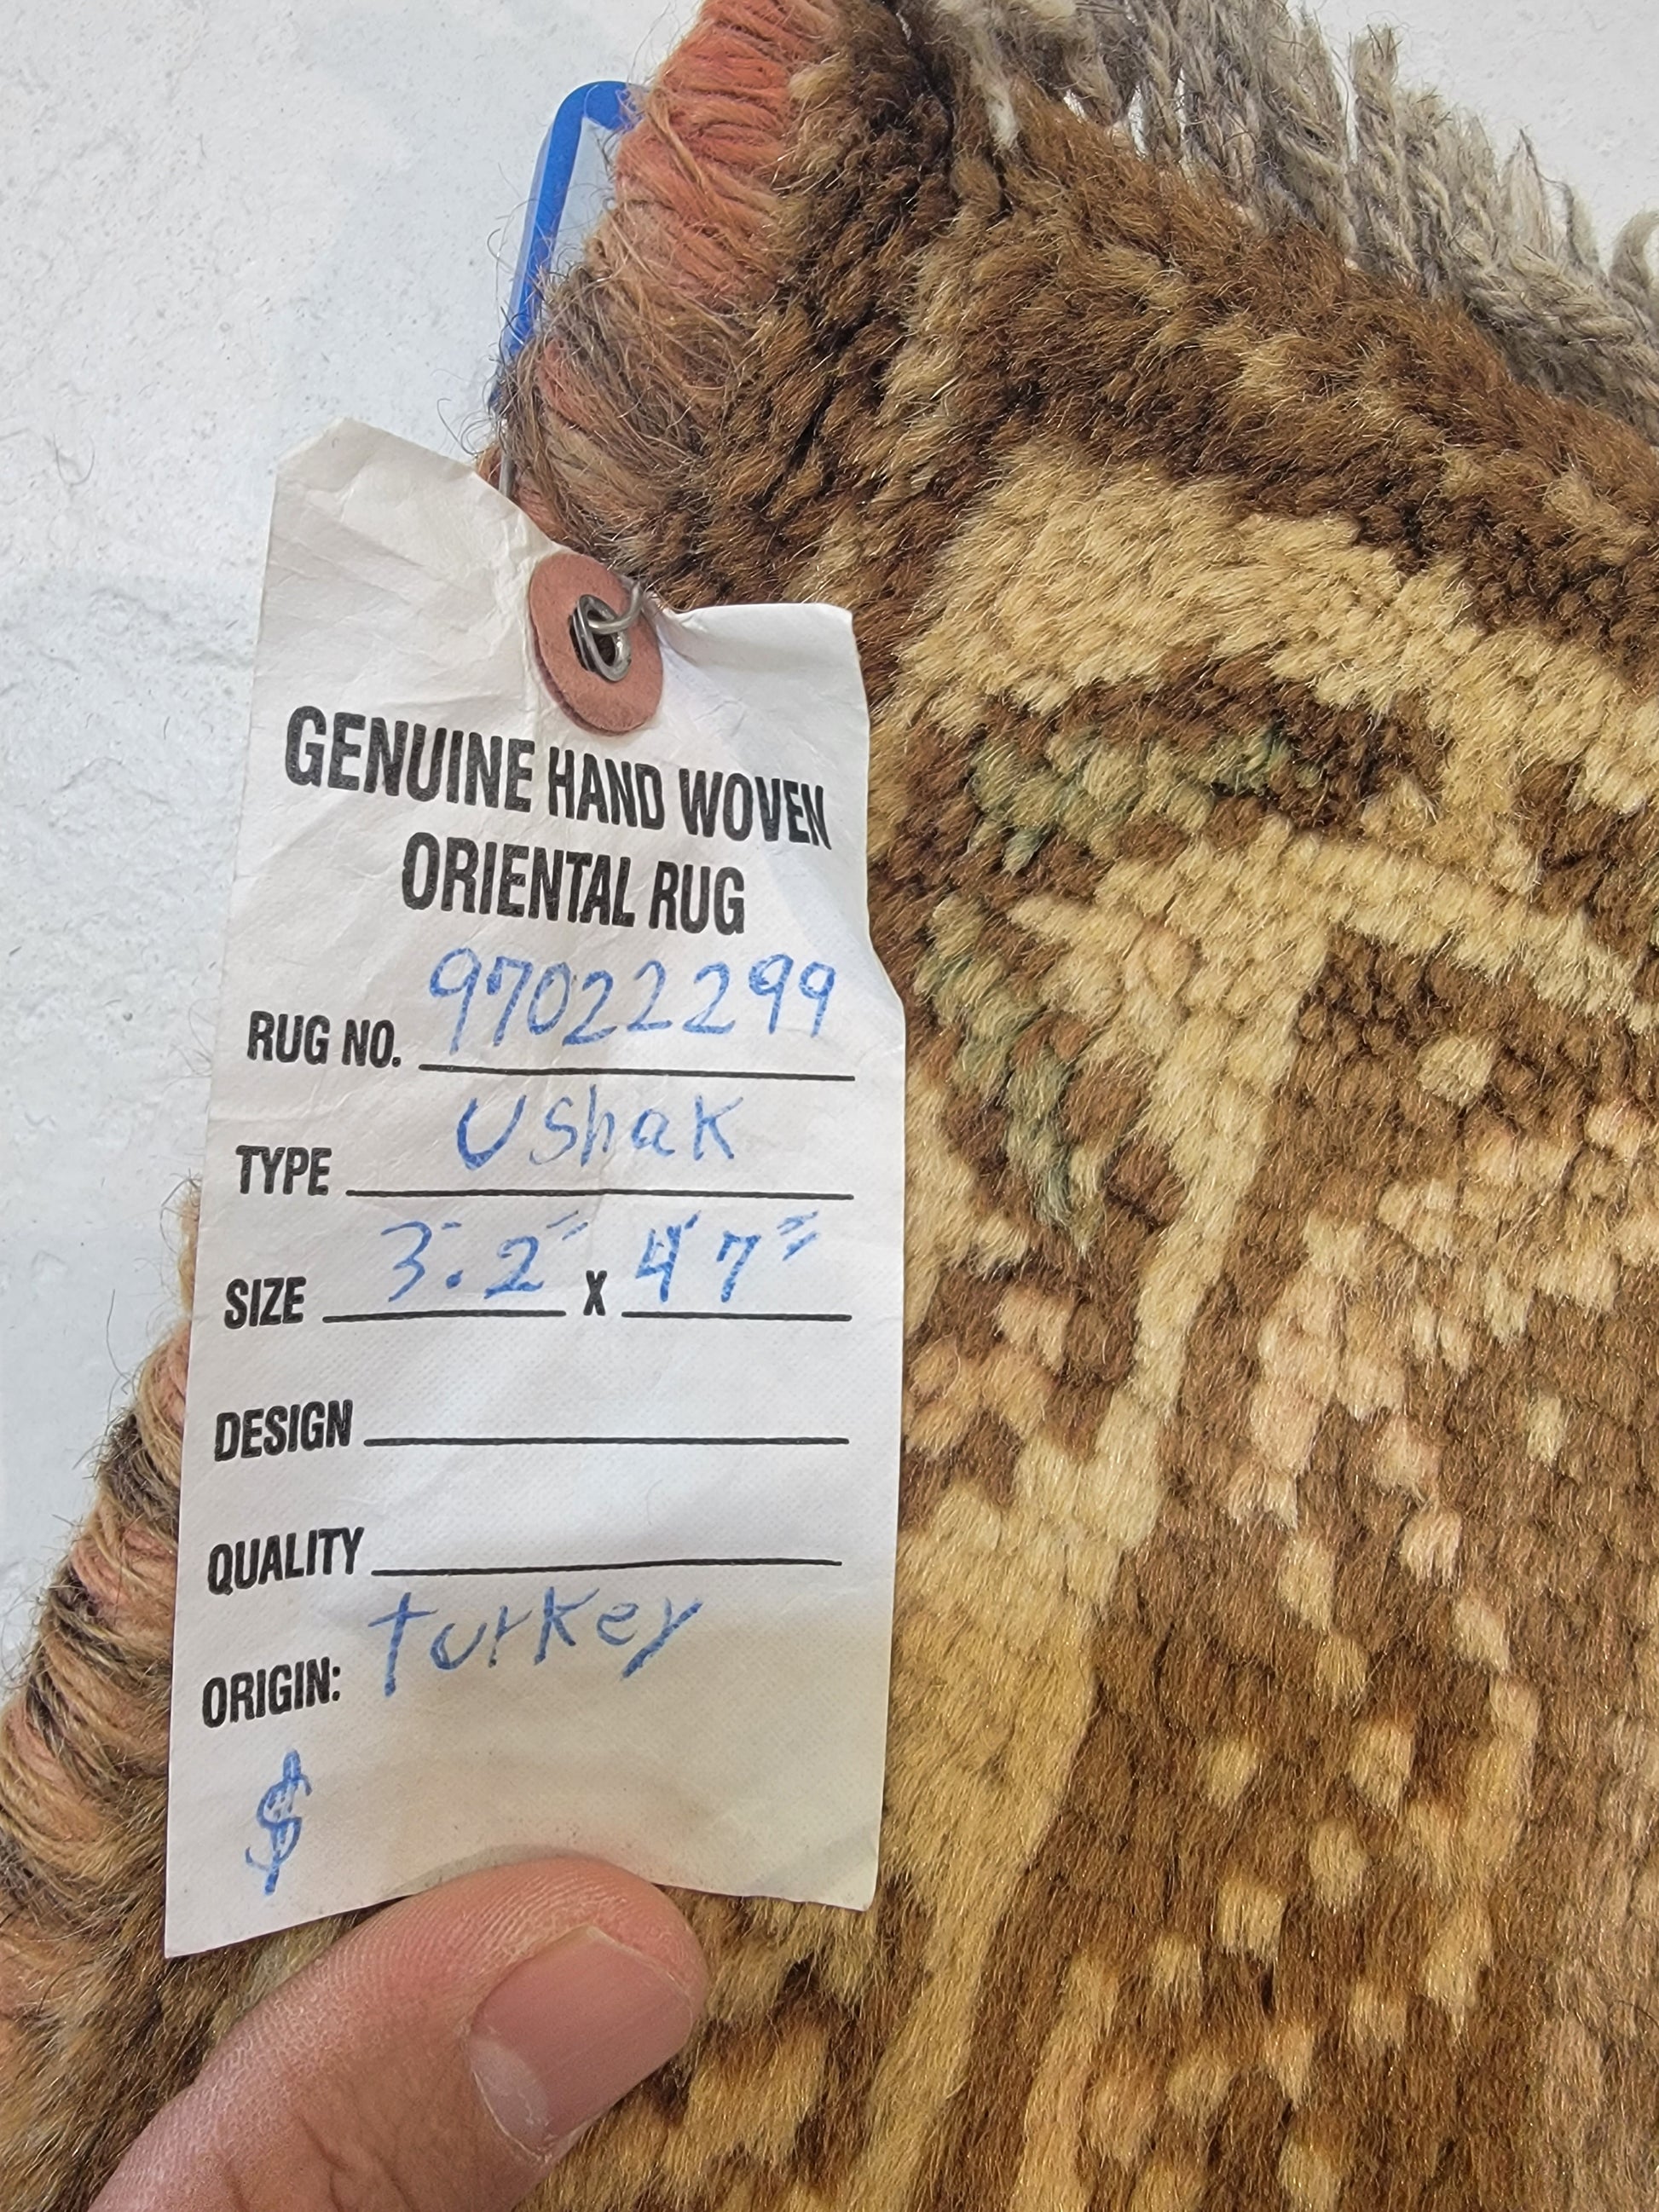 GENUINE HAND WOVEN
ORIENTAL RUG
RUG NO. 97022299
TYPE Ushak
SIZE 3'.2" X 4'7"
DESIGN
QUALITY
ORIGIN: Turkey
$